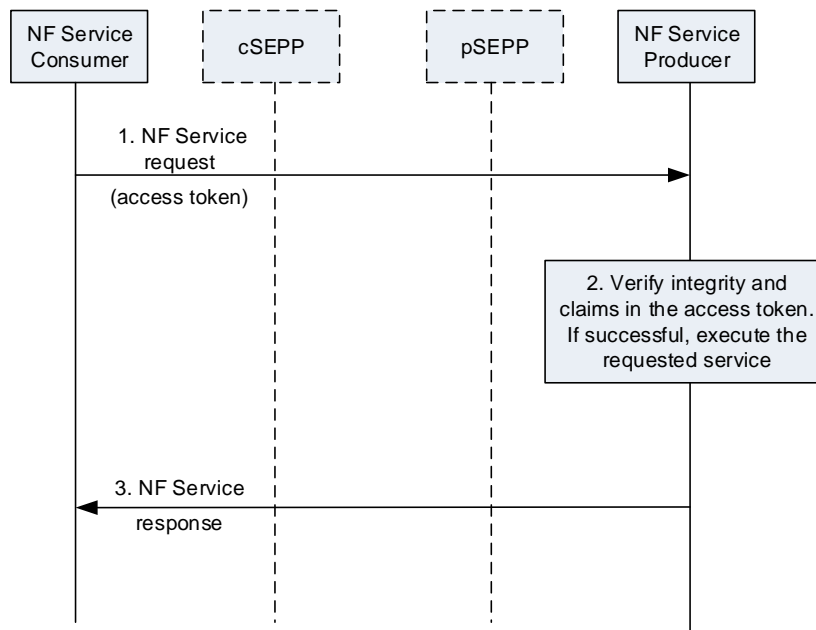 NF Service
Consumer
cSEPP
pSEPP
NF Service
Producer
1. NF Service
request
(access token)
2. Verify integrity and
claims in the access token.
If successful, execute the
requested service
3. NF Service
response